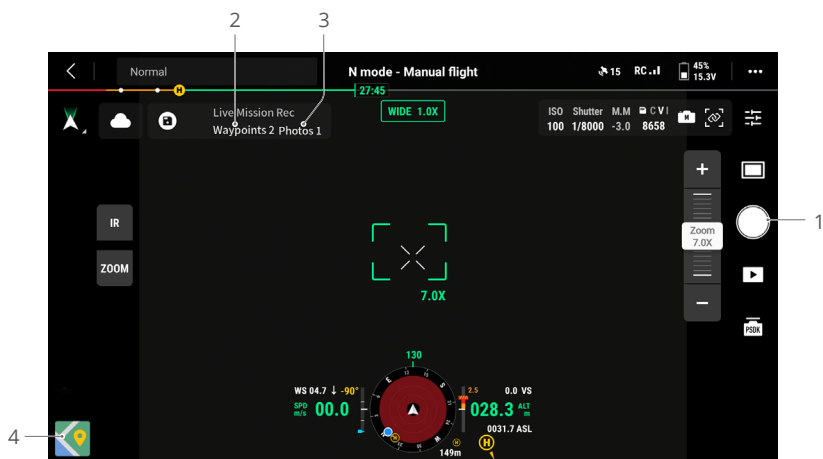 2
3
Normal
N mode - Manual flight
15
RC
45%
15.3V
H
27:45
Live Mission Rec
Waypoints 2 Photos 1
WIDE 1.0X
ISO Shutter M.M C V I
100 1/8000 -3.0 8658
M
IR
ZOOM
+
Zoom
7.0X
−
1
7.0X
PSDK
130
WS 04.7 ↓ -90°
SPD
m/s
00.0
12 15
E S
W
2.5 0.0 VS
028.3 ALT
m
0031.7 ASL
H
H
149m
H
4